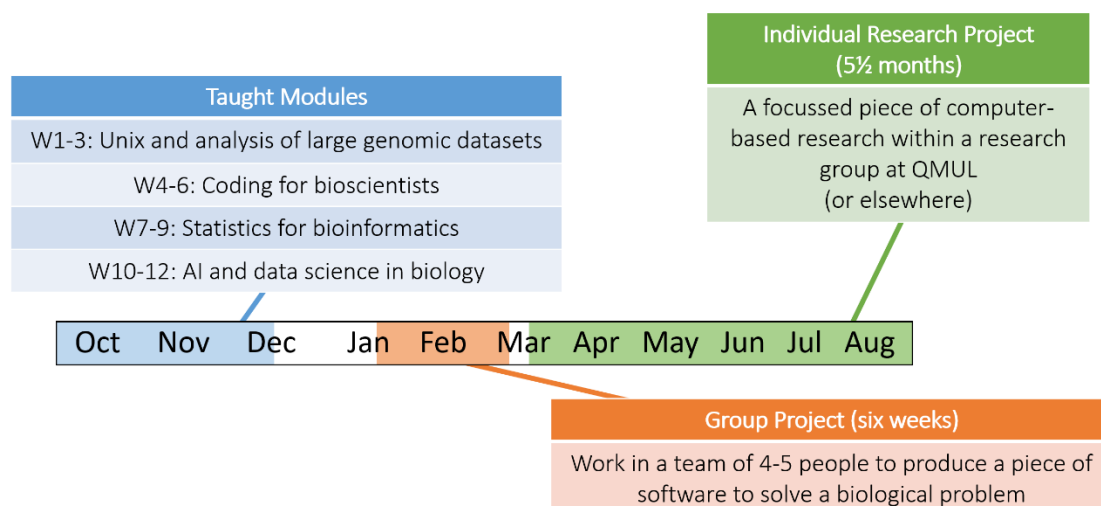 Individual Research Project
(5½ months)
A focussed piece of computer-
based research within a research
group at QMUL
(or elsewhere)
Taught Modules
W1-3: Unix and analysis of large genomic datasets
W4-6: Coding for bioscientists
W7-9: Statistics for bioinformatics
W10-12: AI and data science in biology
Oct Nov Dec Jan Feb Mar Apr May Jun Jul Aug
Group Project (six weeks)
Work in a team of 4-5 people to produce a piece of
software to solve a biological problem